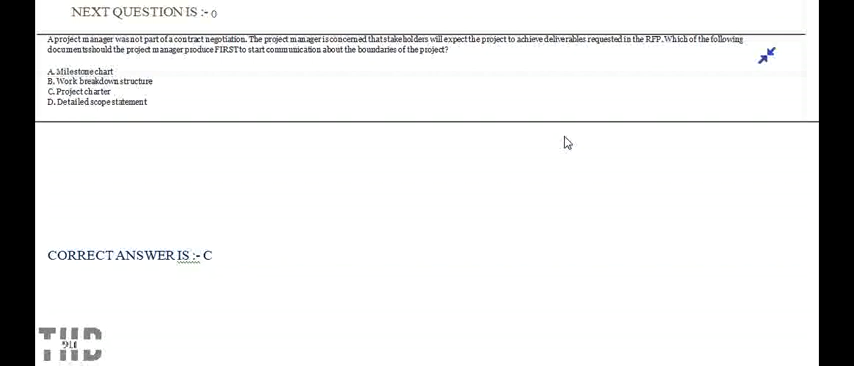 NEXT QUESTION IS :- 0
A project manager was not part of a contract negotiation. The project manager is concerned that stakeholders will expect the project to achieve deliverables requested in the RFP. Which of the following
documents should the project manager produce FIRST to start communication about the boundaries of the project?
A. Milestone chart
B. Work breakdown structure
C. Project charter
D. Detailed scope statement
CORRECT ANSWER IS :- C